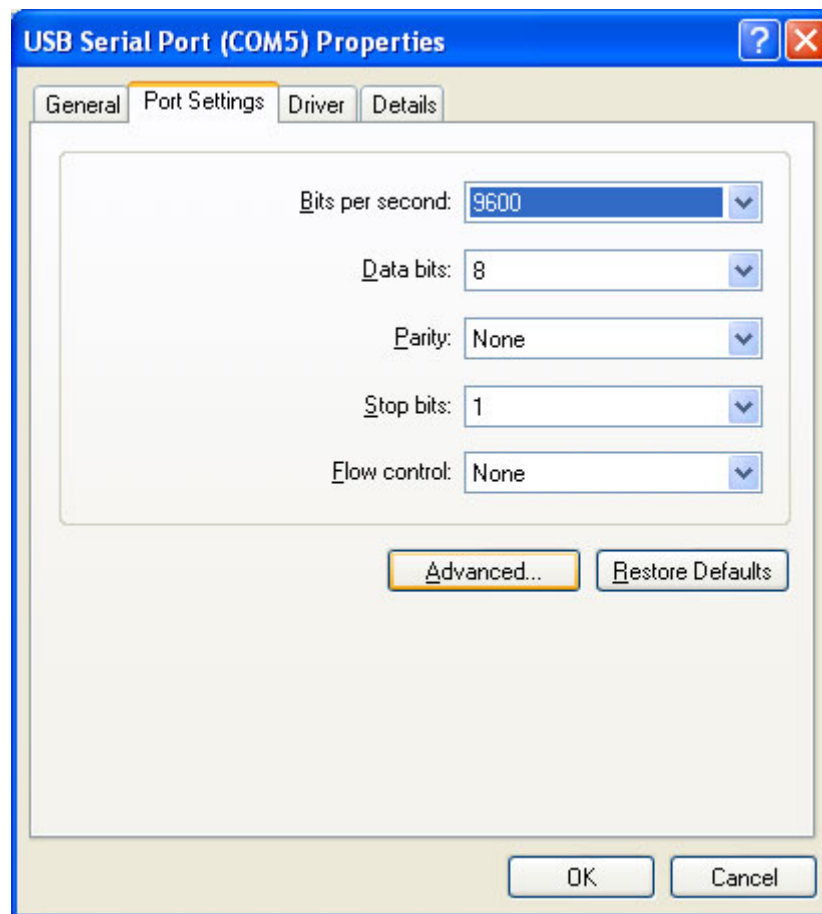 USB Serial Port (COM5) Properties
General Port Settings Driver Details
Bits per second: 9600
Data bits: 8
Parity: None
Stop bits: 1
Flow control: None
Advanced... Restore Defaults
OK Cancel